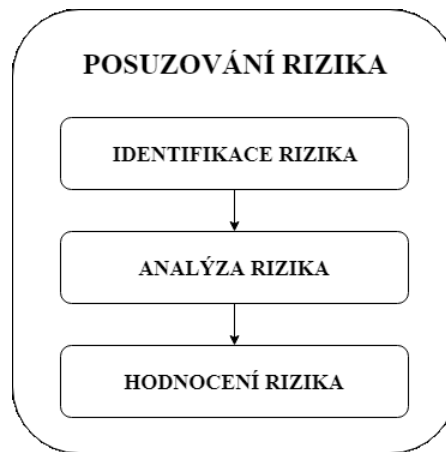 POSUZOVÁNÍ RIZIKA
IDENTIFIKACE RIZIKA
ANALÝZA RIZIKA
HODNOCENÍ RIZIKA